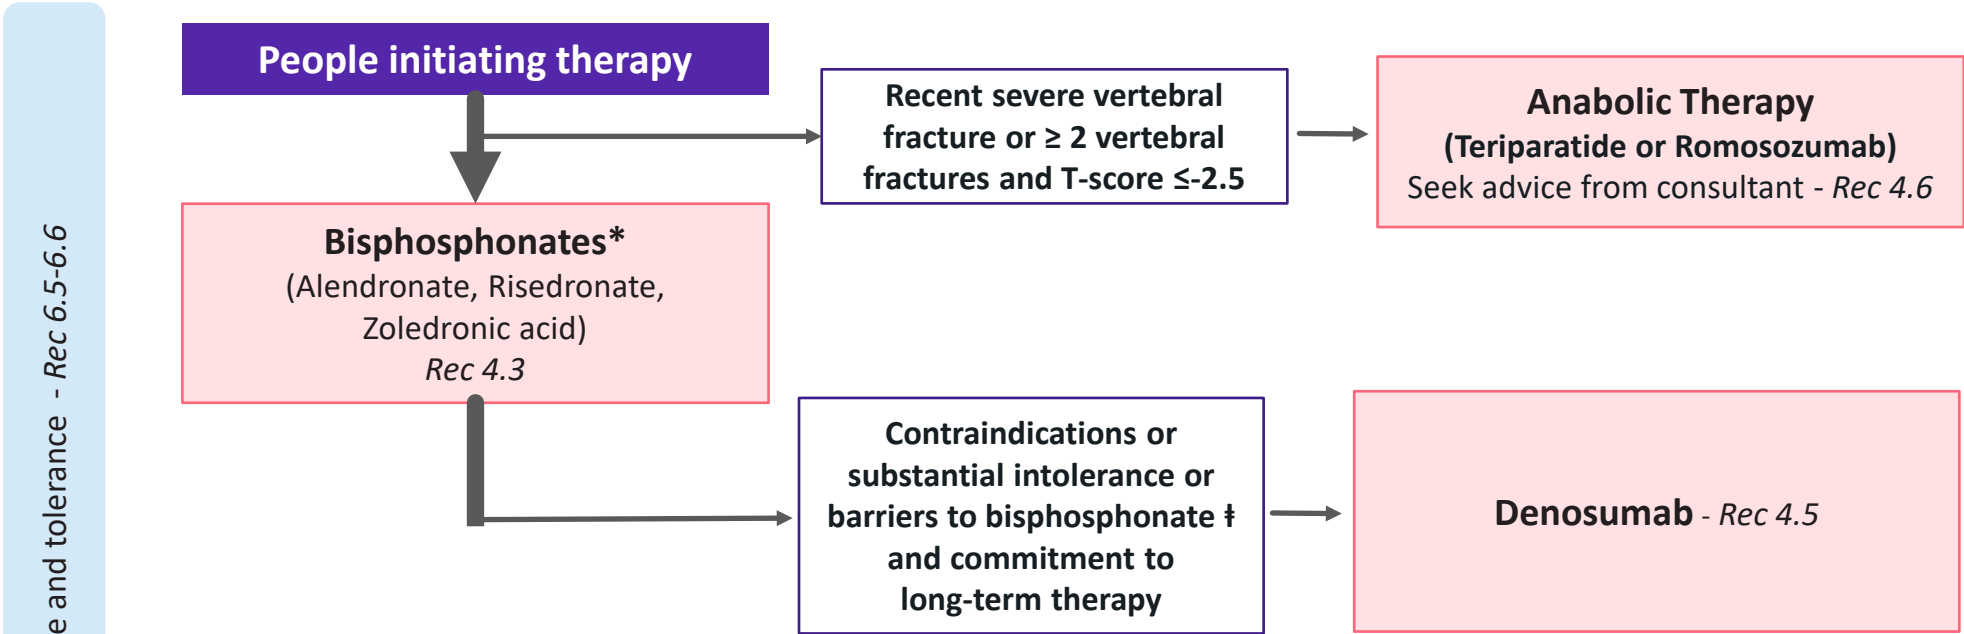 People initiating therapy
Recent severe vertebral
fracture or ≥ 2 vertebral
fractures and T-score ≤-2.5
Anabolic Therapy
(Teriparatide or Romosozumab)
Seek advice from consultant - Rec 4.6
Bisphosphonates*
(Alendronate, Risedronate,
Zoledronic acid)
Rec 4.3
Contraindications or
substantial intolerance or
barriers to bisphosphonate ǂ
and commitment to
long-term therapy
Denosumab - Rec 4.5
e and tolerance - Rec 6.5-6.6